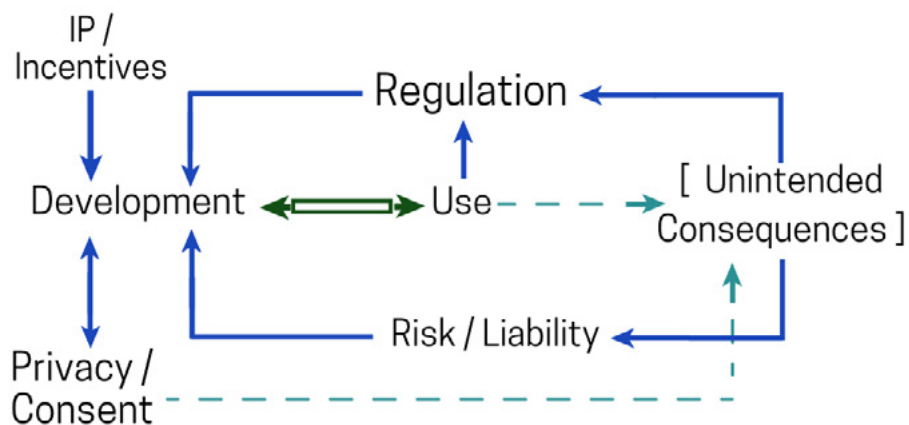 IP /
Incentives
Regulation
Development
Use
[ Unintended
Consequences ]
Risk / Liability
Privacy /
Consent